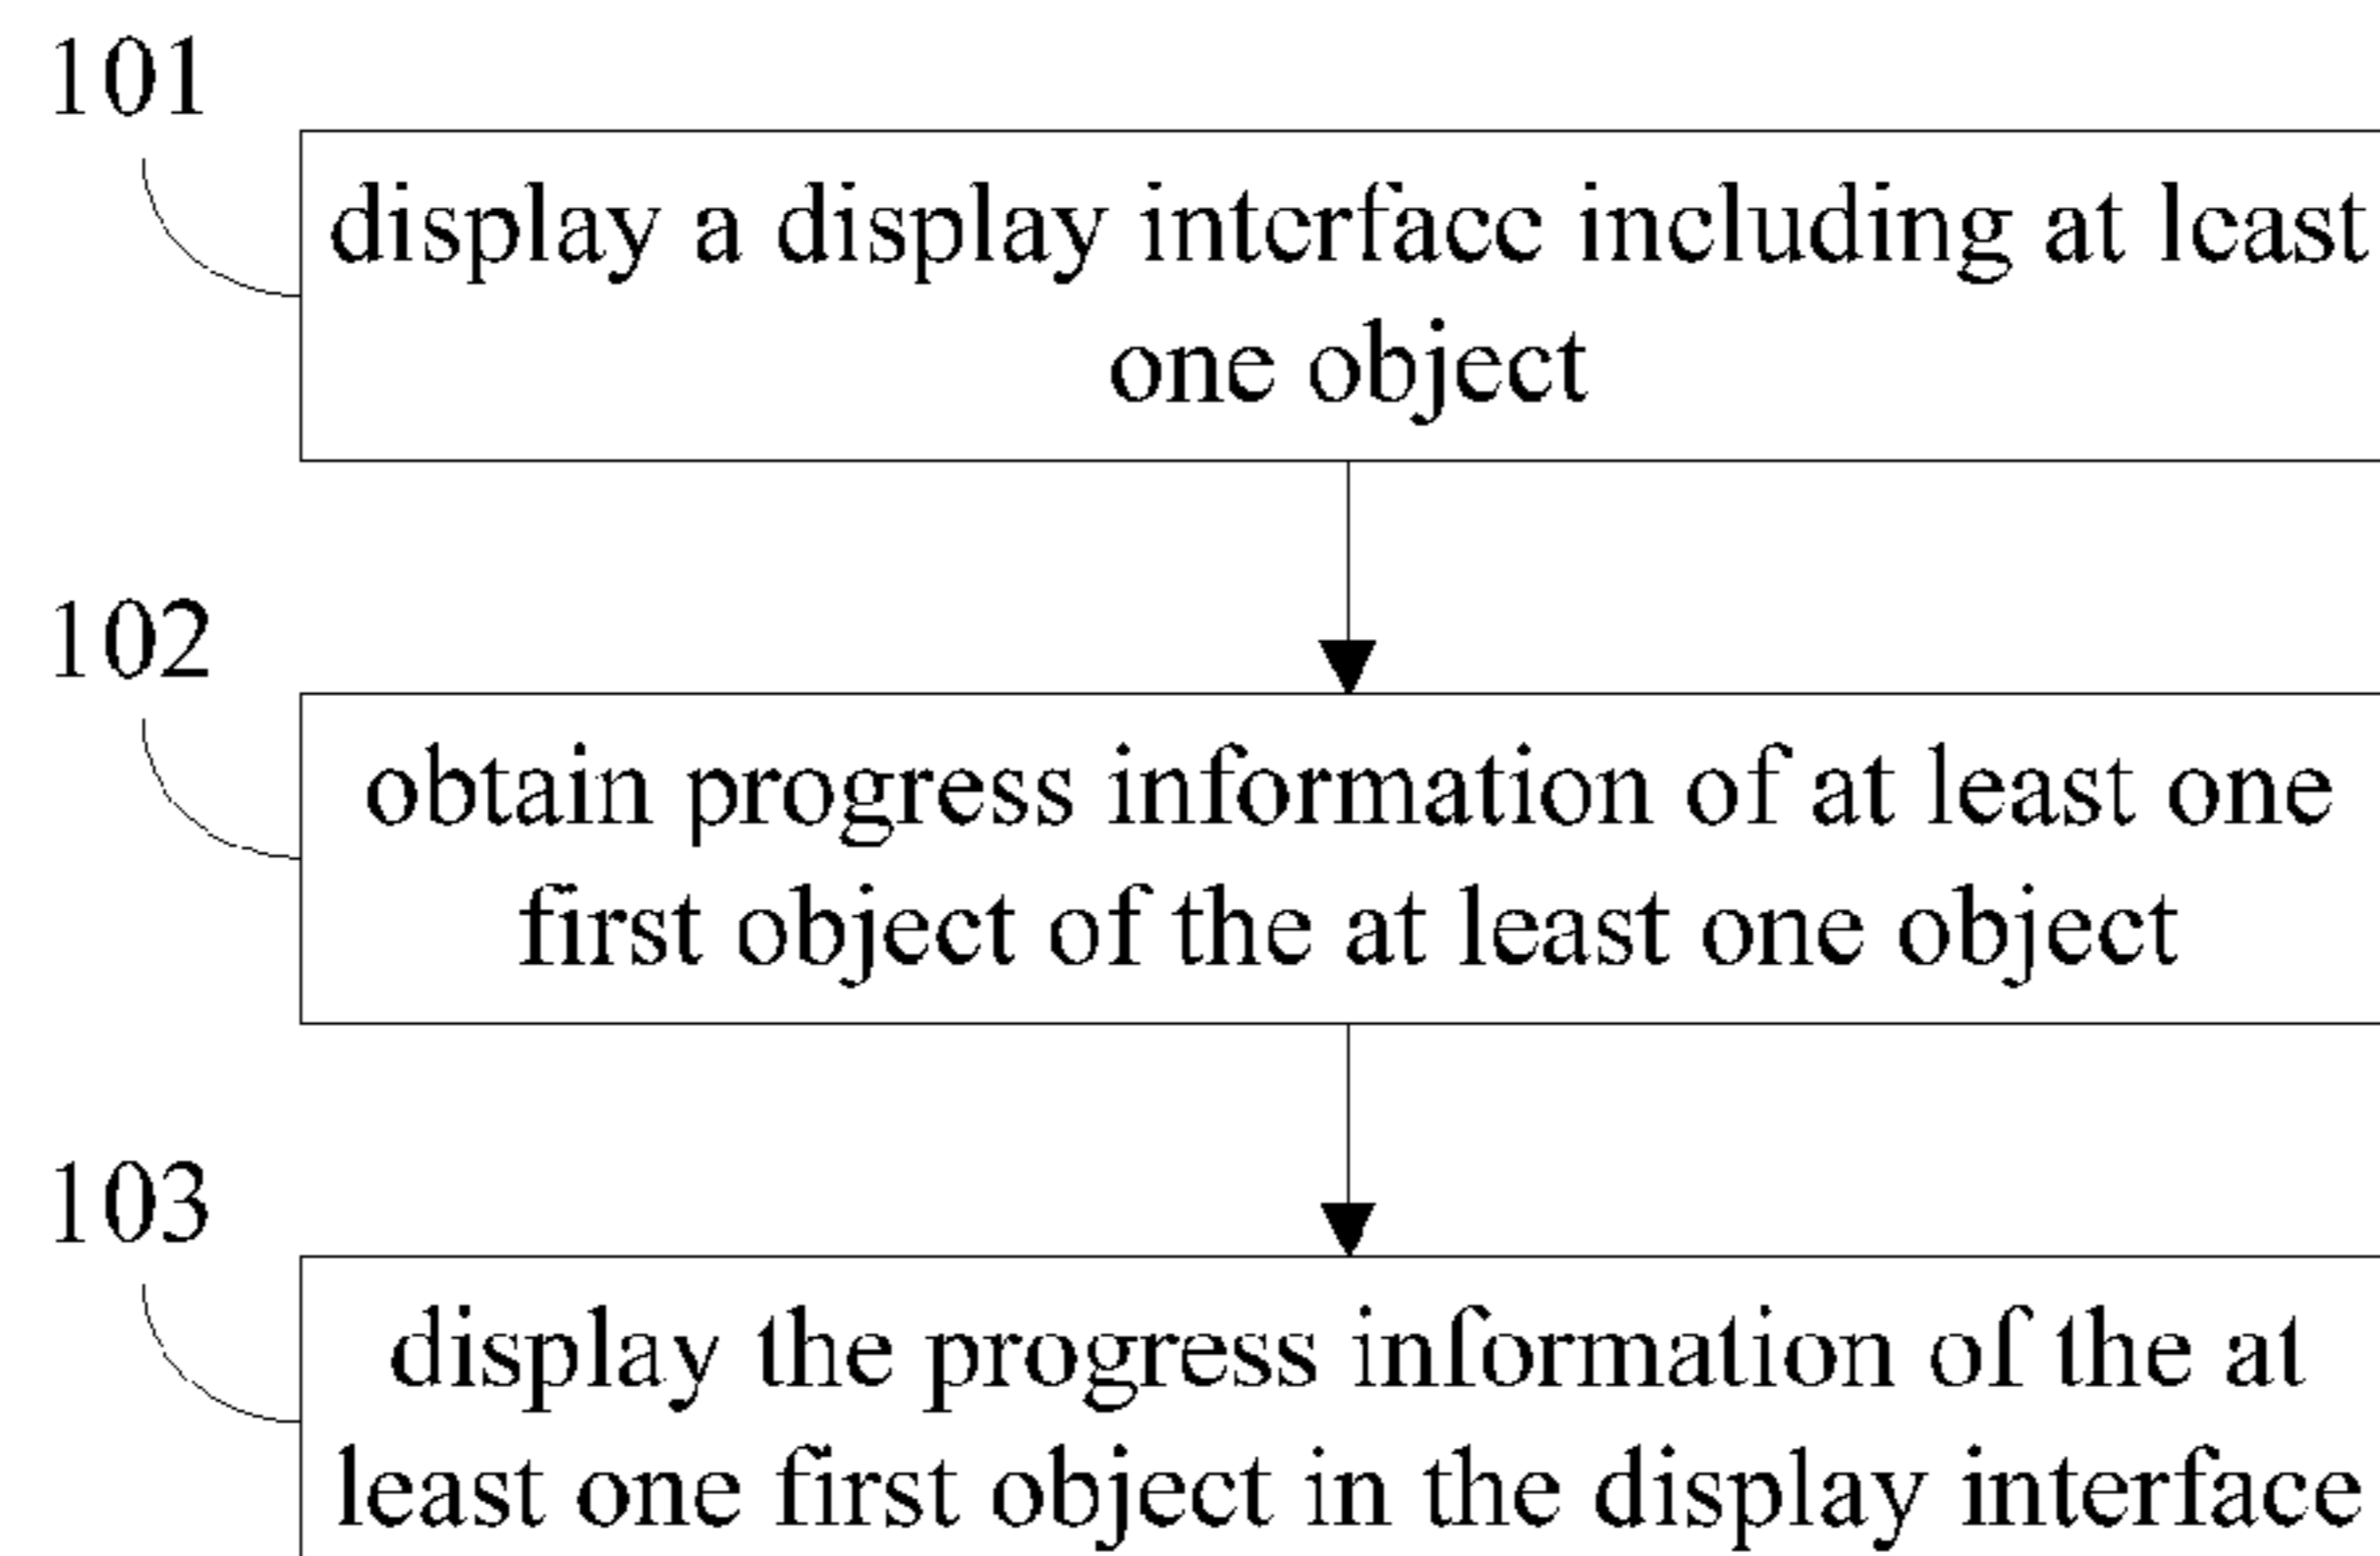 101
display a display interface including at least
one object
102
obtain progress information of at least one
first object of the at least one object
103
display the progress information of the at
least one first object in the display interface